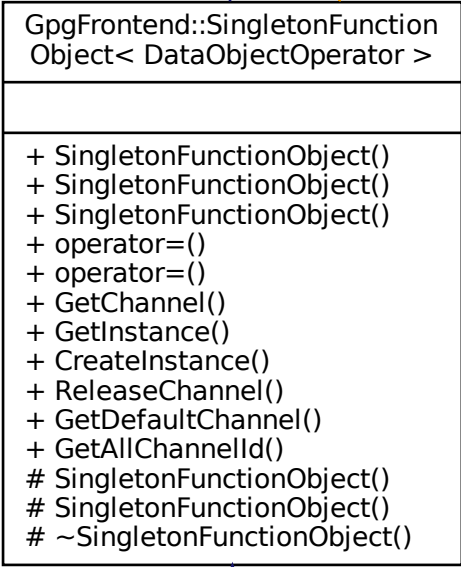 GpgFrontend::SingletonFunction
Object< DataObjectOperator >
+ SingletonFunctionObject()
+ SingletonFunctionObject()
+ SingletonFunctionObject()
+ operator=()
+ operator=()
+ GetChannel()
+ GetInstance()
+ CreateInstance()
+ ReleaseChannel()
+ GetDefaultChannel()
+ GetAllChannelId()
# SingletonFunctionObject()
# SingletonFunctionObject()
# ~SingletonFunctionObject()